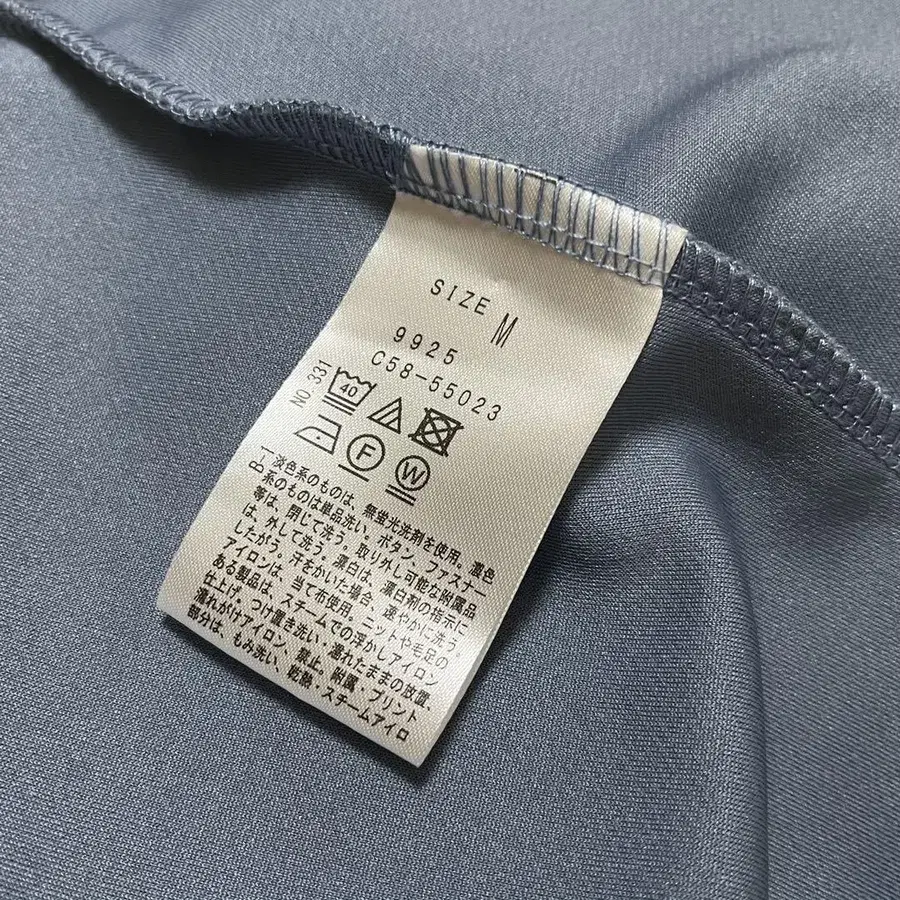 SIZE M
9925
C58-55023
NO.331
40
F
W
B-1
淡色系のものは、無蛍光洗剤を使用。濃色
系のものは単品洗い。ボタン、ファスナー
等は、閉じて洗う。取り外し可能な附属品
は、外して洗う。漂白は、漂白剤の指示に
したがう。汗をかいた場合、速やかに洗う。
アイロンは、当て布使用。ニットや毛足の
ある製品は、スチームでの浮かしアイロン
仕上げ。つけ置き洗い・濡れたままの放置、
濡れがけアイロン、禁止。附属・プリント
部分は、もみ洗い、乾熱・スチームアイロ